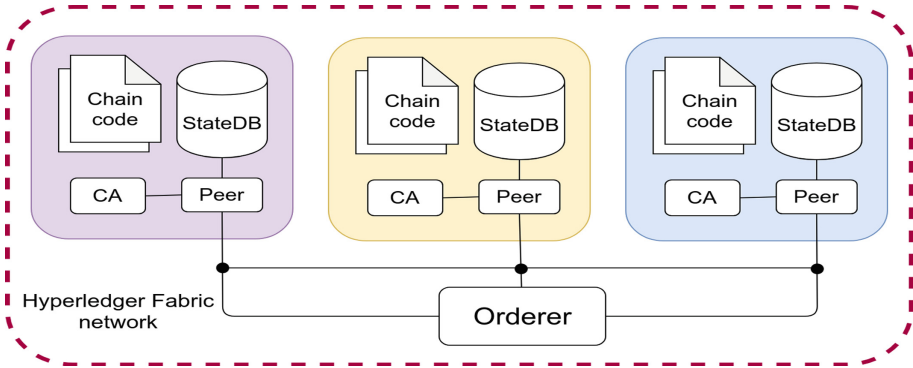 Chain
code
StateDB
CA
Peer
Chain
code
StateDB
CA
Peer
Chain
code
StateDB
CA
Peer
Hyperledger Fabric
network
Orderer